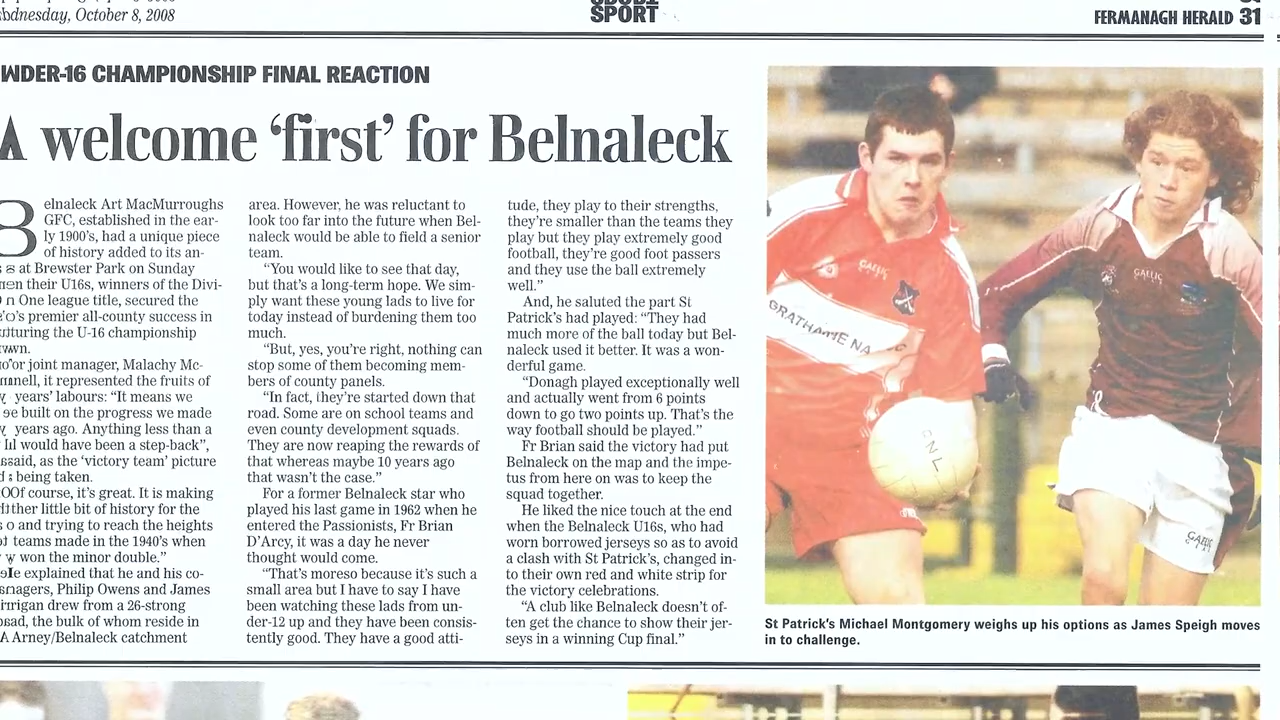 Wednesday, October 8, 2008
SPORT
FERMANAGH HERALD 31
UNDER-16 CHAMPIONSHIP FINAL REACTION
A welcome ‘first’ for Belnaleck
Belnaleck Art MacMurroughs
GFC, established in the ear-
ly 1900’s, had a unique piece
of history added to its an-
at Brewster Park on Sunday
when their U16s, winners of the Divi-
One league title, secured the
premier all-county success in
the U-16 championship
joint manager, Malachy Mc-
it represented the fruits of
years’ labours: “It means we
built on the progress we made
years ago. Anything less than a
would have been a step-back”,
said, as the ‘victory team’ picture
being taken.
“Of course, it’s great. It is making
little bit of history for the
and trying to reach the heights
teams made in the 1940’s when
won the minor double.”
He explained that he and his co-
Philip Owens and James
drew from a 26-strong
the bulk of whom reside in
Arney/Belnaleck catchment
area. However, he was reluctant to
look too far into the future when Bel-
naleck would be able to field a senior
team.
“You would like to see that day,
but that’s a long-term hope. We sim-
ply want these young lads to live for
today instead of burdening them too
much.
“But, yes, you’re right, nothing can
stop some of them becoming mem-
bers of county panels.
“In fact, they’re started down that
road. Some are on school teams and
even county development squads.
They are now reaping the rewards of
that whereas maybe 10 years ago
that wasn’t the case.”
For a former Belnaleck star who
played his last game in 1962 when he
entered the Passionists, Fr Brian
D’Arcy, it was a day he never
thought would come.
“That’s moreso because it’s such a
small area but I have to say I have
been watching these lads from un-
der-12 up and they have been consis-
tently good. They have a good atti-
tude, they play to their strengths,
they’re smaller than the teams they
play but they play extremely good
football, they’re good foot passers
and they use the ball extremely
well.”
And, he saluted the part St
Patrick’s had played: “They had
much more of the ball today but Bel-
naleck used it better. It was a won-
derful game.
“Donagh played exceptionally well
and actually went from 6 points
down to go two points up. That’s the
way football should be played.”
Fr Brian said the victory had put
Belnaleck on the map and the impe-
tus from here on was to keep the
squad together.
He liked the nice touch at the end
when the Belnaleck U16s, who had
worn borrowed jerseys so as to avoid
a clash with St Patrick’s, changed in-
to their own red and white strip for
the victory celebrations.
“A club like Belnaleck doesn’t of-
ten get the chance to show their jer-
seys in a winning Cup final.”
GAELIC
GAELIC
GAELIC
St Patrick’s Michael Montgomery weighs up his options as James Speigh moves
in to challenge.